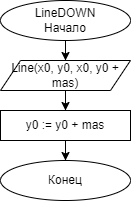 LineDOWN
Начало
Line(x0, y0, x0, y0 +
mas)
y0 := y0 + mas
Конец